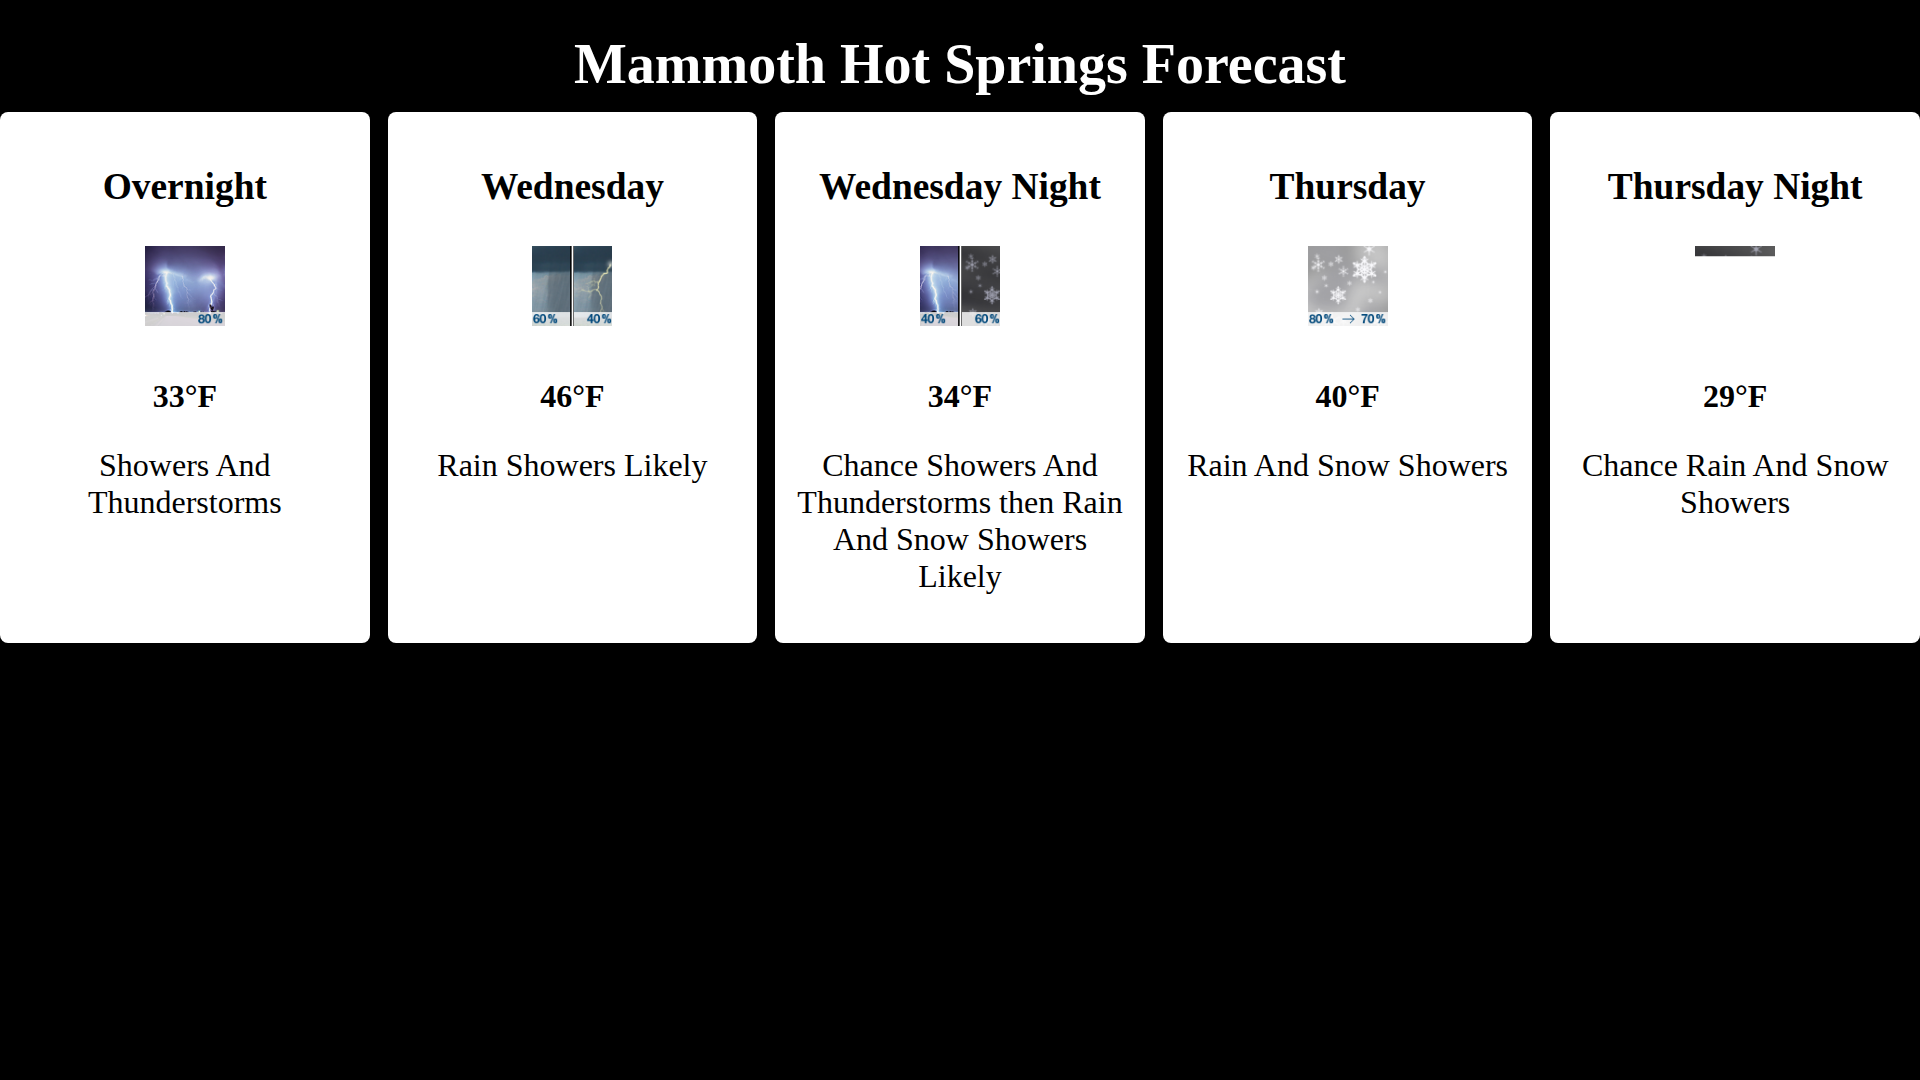 Mammoth Hot Springs Forecast
Overnight
80%
33°F
Showers And
Thunderstorms
Wednesday
60% 40%
46°F
Rain Showers Likely
Wednesday Night
40% 60%
34°F
Chance Showers And
Thunderstorms then Rain
And Snow Showers
Likely
Thursday
80% → 70%
40°F
Rain And Snow Showers
Thursday Night
29°F
Chance Rain And Snow
Showers